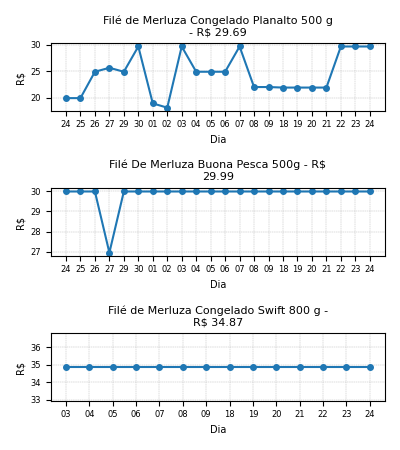 Filé de Merluza Congelado Planalto 500 g
- R$ 29.69
30
25
20
R$
24 25 26 27 29 30 01 02 03 04 05 06 07 08 09 18 19 20 21 22 23 24
Dia
Filé De Merluza Buona Pesca 500g - R$
29.99
30
29
28
27
R$
24 25 26 27 29 30 01 02 03 04 05 06 07 08 09 18 19 20 21 22 23 24
Dia
Filé de Merluza Congelado Swift 800 g -
R$ 34.87
36
35
34
33
R$
03 04 05 06 07 08 09 18 19 20 21 22 23 24
Dia